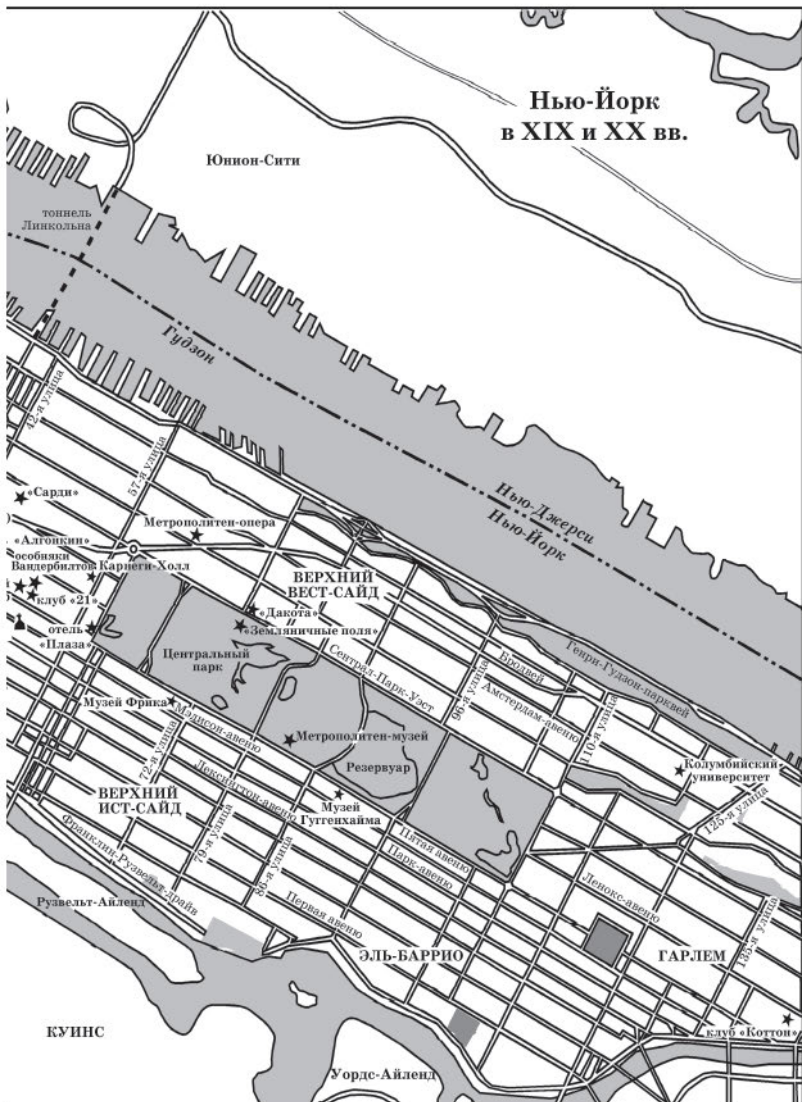 Нью-Йорк
в XIX и XX вв.
Юнион-Сити
тоннель
Линкольна
Гудзон
42-я улица
57-я улица
Нью-Джерси
Нью-Йорк
«Сарди»
Метрополитен-опера
«Алгонкин»
особняки
Вандербилтов
Карнеги-Холл
клуб «21»
отель
«Плаза»
ВЕРХНИЙ
ВЕСТ-САЙД
«Дакота»
«Земляничные поля»
Центральный
парк
Сентрал-Парк-Уэст
96-я улица
Бродвей
Амстердам-авеню
Генри-Гудзон-парквей
110-я улица
Колумбийский
университет
125-я улица
Музей Фрика
Мэдисон-авеню
72-я улица
Метрополитен-музей
Резервуар
Лексингтон-авеню
Музей
Гуггенхайма
ВЕРХНИЙ
ИСТ-САЙД
79-я улица
86-я улица
Пятая авеню
Парк-авеню
Ленокс-авеню
Франклин-Рузвельт-драйв
Рузвельт-Айленд
Первая авеню
ЭЛЬ-БАРРИО
ГАРЛЕМ
135-я улица
КУИНС
клуб «Коттон»
Уордс-Айленд